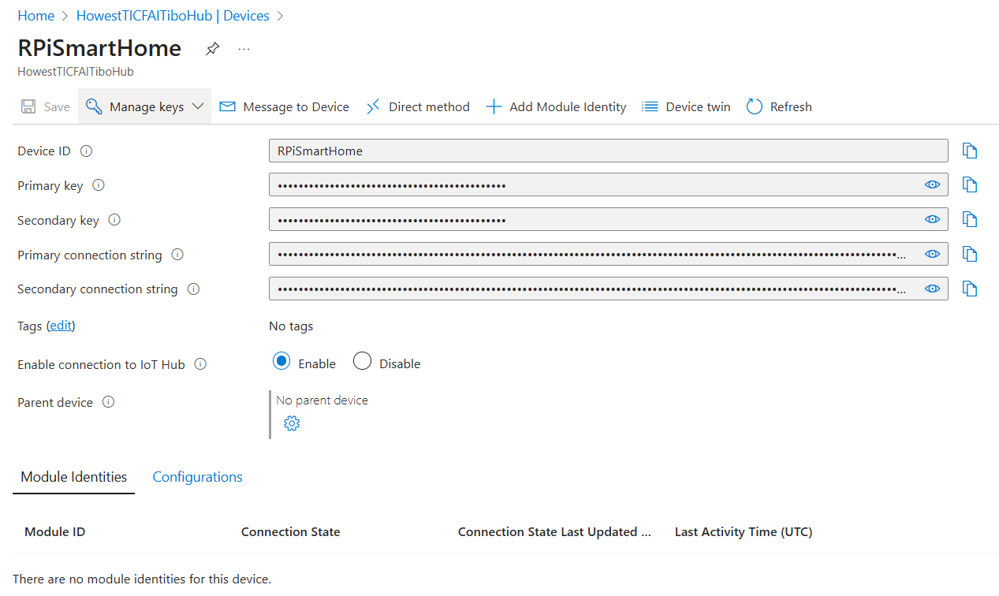 Home > HowestTICFAITiboHub | Devices >
RPiSmartHome ...
HowestTICFAITiboHub
Save Manage keys Message to Device Direct method Add Module Identity Device twin Refresh
Device ID RPiSmartHome
Primary key ••••••••••••••••••••••••••••••••••••••••••••
Secondary key ••••••••••••••••••••••••••••••••••••••••••••
Primary connection string ••••••••••••••••••••••••••••••••••••••••••••••••••••••••••••••••••••••••••••••••••••••••••••••••••••••••••••••••••••••••...
Secondary connection string ••••••••••••••••••••••••••••••••••••••••••••••••••••••••••••••••••••••••••••••••••••••••••••••••••••••••••••••••••••••••...
Tags (edit) No tags
Enable connection to IoT Hub Enable Disable
Parent device No parent device
Module Identities Configurations
Module ID Connection State Connection State Last Updated ... Last Activity Time (UTC)
There are no module identities for this device.